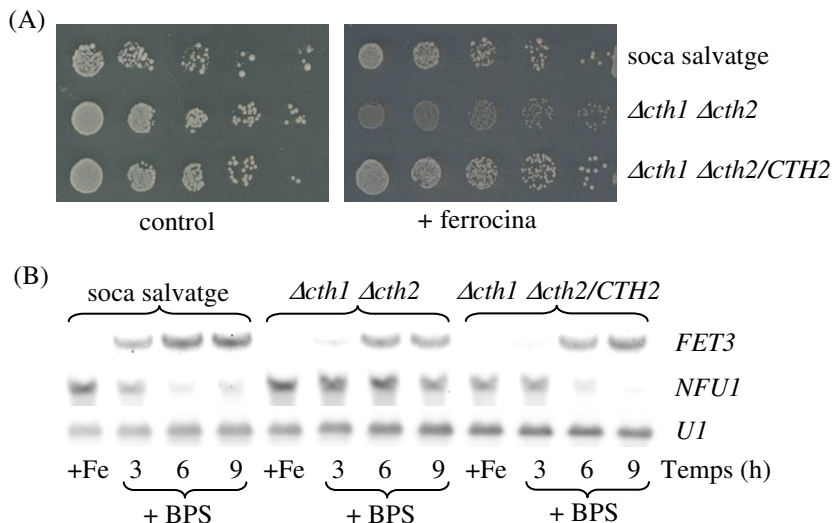 (A)
soca salvatge
Δcth1 Δcth2
Δcth1 Δcth2/CTH2
control
+ ferrocina
(B)
soca salvatge Δcth1 Δcth2 Δcth1 Δcth2/CTH2
FET3
NFU1
U1
+Fe 3 6 9 +Fe 3 6 9 +Fe 3 6 9 Temps (h)
+ BPS + BPS + BPS